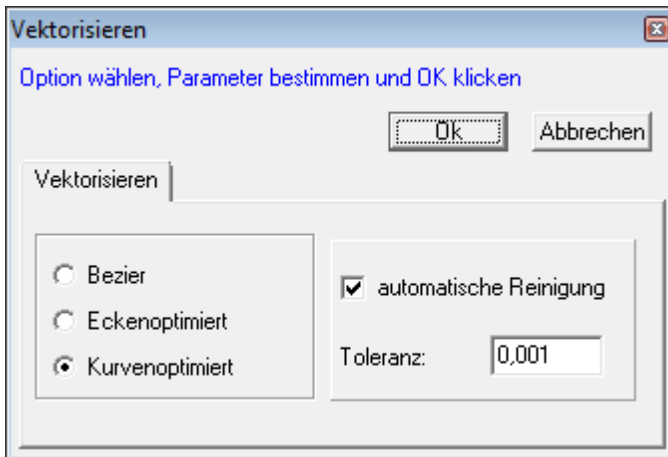 Vektorisieren
Option wählen, Parameter bestimmen und OK klicken
Ok Abbrechen
Vektorisieren
Bezier
Eckenoptimiert
Kurvenoptimiert
automatische Reinigung
Toleranz: 0,001